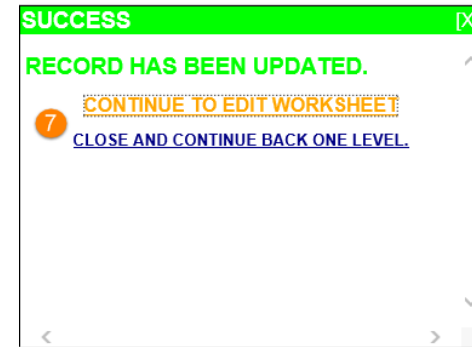 SUCCESS [X
RECORD HAS BEEN UPDATED.
CONTINUE TO EDIT WORKSHEET
7
CLOSE AND CONTINUE BACK ONE LEVEL.